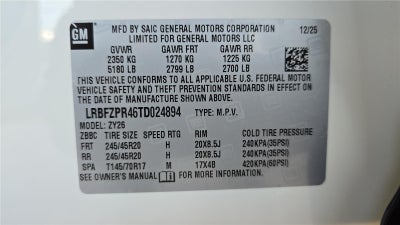 GM
MFD BY SAIC GENERAL MOTORS CORPORATION 12/25
LIMITED FOR GENERAL MOTORS LLC
GVWR GAWR FRT GAWR RR
2350 KG 1270 KG 1225 KG
5180 LB 2799 LB 2700 LB
THIS VEHICLE CONFORMS TO ALL APPLICABLE U.S. FEDERAL MOTOR
VEHICLE SAFETY AND THEFT PREVENTION STANDARDS IN EFFECT ON
THE DATE OF MANUFACTURE SHOWN ABOVE.
LRBFZPR46TD024894 TYPE: M.P.V.
MODEL: ZY26
ZBBC TIRE SIZE SPEED RTG RIM COLD TIRE PRESSURE
FRT 245/45R20 H 20X8.5J 240KPA(35PSI)
RR 245/45R20 H 20X8.5J 240KPA(35PSI)
SPA T145/70R17 M 17X4B 420KPA(60PSI)
SEE OWNER'S MANUAL FOR ADDITIONAL INFORMATION.